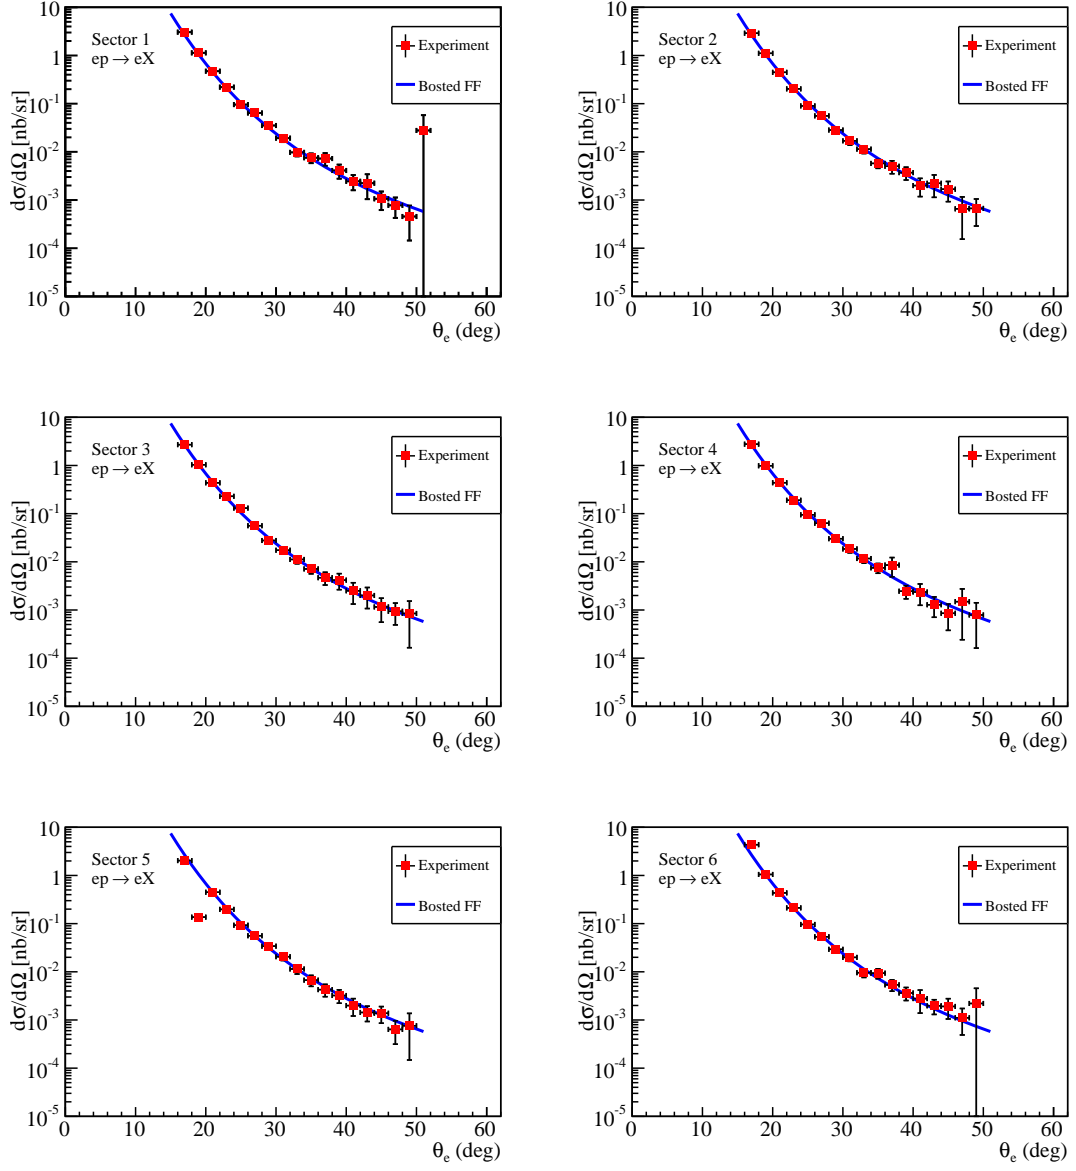 10
1
10⁻¹
10⁻²
10⁻³
10⁻⁴
10⁻⁵
dσ/dΩ [nb/sr]
Sector 1
ep → eX
Experiment
Bosted FF
0 10 20 30 40 50 60
θₑ (deg)
10
1
10⁻¹
10⁻²
10⁻³
10⁻⁴
10⁻⁵
dσ/dΩ [nb/sr]
Sector 2
ep → eX
Experiment
Bosted FF
0 10 20 30 40 50 60
θₑ (deg)
10
1
10⁻¹
10⁻²
10⁻³
10⁻⁴
10⁻⁵
dσ/dΩ [nb/sr]
Sector 3
ep → eX
Experiment
Bosted FF
0 10 20 30 40 50 60
θₑ (deg)
10
1
10⁻¹
10⁻²
10⁻³
10⁻⁴
10⁻⁵
dσ/dΩ [nb/sr]
Sector 4
ep → eX
Experiment
Bosted FF
0 10 20 30 40 50 60
θₑ (deg)
10
1
10⁻¹
10⁻²
10⁻³
10⁻⁴
10⁻⁵
dσ/dΩ [nb/sr]
Sector 5
ep → eX
Experiment
Bosted FF
0 10 20 30 40 50 60
θₑ (deg)
10
1
10⁻¹
10⁻²
10⁻³
10⁻⁴
10⁻⁵
dσ/dΩ [nb/sr]
Sector 6
ep → eX
Experiment
Bosted FF
0 10 20 30 40 50 60
θₑ (deg)